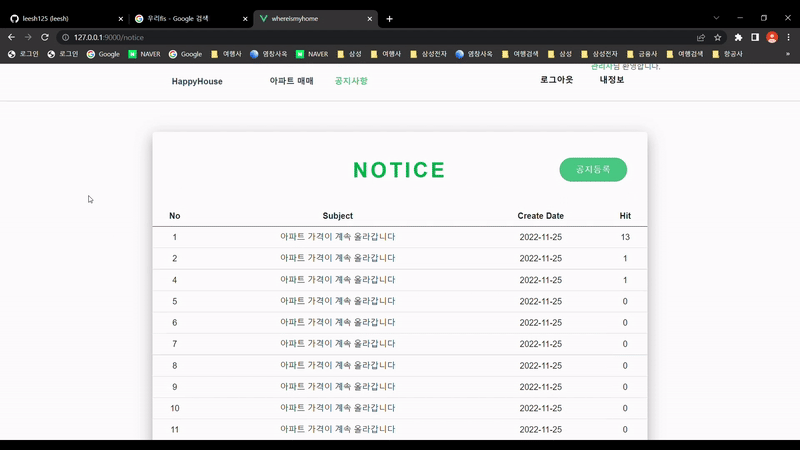 leesh125 (leesh)
우리fis - Google 검색
whereismyhome
127.0.0.1:9000/notice
로그인 로그인 Google NAVER Google 여행사 염창사옥 NAVER 삼성 여행사 삼성전자 염창사옥 여행검색 삼성 삼성전자 금융사 여행검색 항공사 »
관리사님 환영합니다.
HappyHouse 아파트 매매 공지사항 로그아웃 내정보
NOTICE
공지등록
No Subject Create Date Hit
1 아파트 가격이 계속 올라갑니다 2022-11-25 13
2 아파트 가격이 계속 올라갑니다 2022-11-25 1
4 아파트 가격이 계속 올라갑니다 2022-11-25 1
5 아파트 가격이 계속 올라갑니다 2022-11-25 0
6 아파트 가격이 계속 올라갑니다 2022-11-25 0
7 아파트 가격이 계속 올라갑니다 2022-11-25 0
8 아파트 가격이 계속 올라갑니다 2022-11-25 0
9 아파트 가격이 계속 올라갑니다 2022-11-25 0
10 아파트 가격이 계속 올라갑니다 2022-11-25 0
11 아파트 가격이 계속 올라갑니다 2022-11-25 0